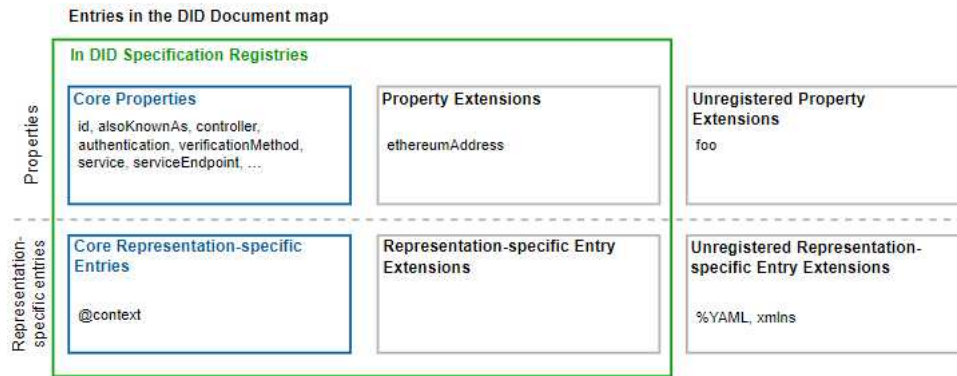 Entries in the DID Document map
In DID Specification Registries
Properties
Core Properties
id, alsoKnownAs, controller,
authentication, verificationMethod,
service, serviceEndpoint, ...
Property Extensions
ethereumAddress
Unregistered Property
Extensions
foo
Representation-
specific entries
Core Representation-specific
Entries
@context
Representation-specific Entry
Extensions
Unregistered Representation-
specific Entry Extensions
%YAML, xmlns